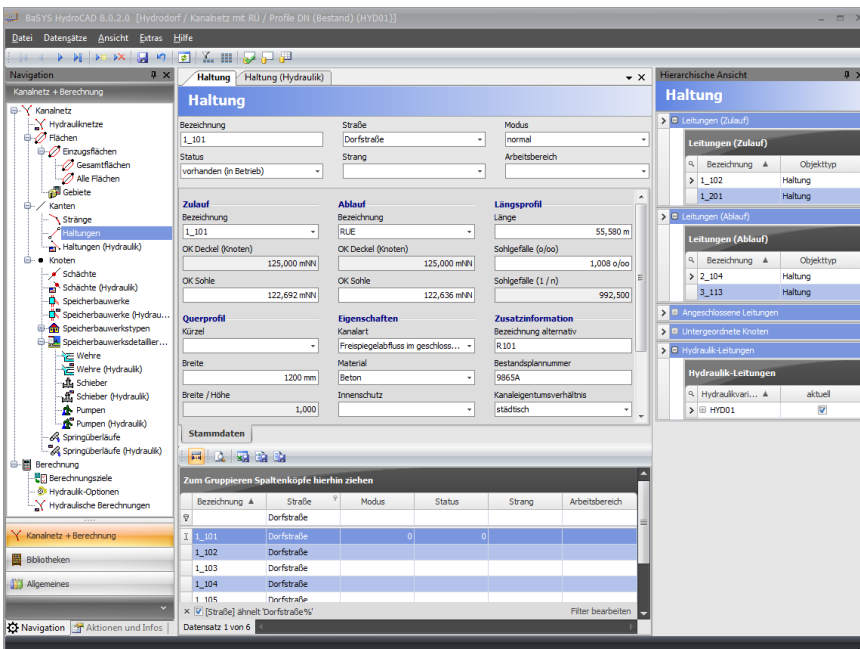 BaSYS HydroCAD 8.0.2.0 [Hydrodorf / Kanalnetz mit RÜ / Profile DN (Bestand) (HYD01)]
Datei Datensätze Ansicht Extras Hilfe
Navigation
Kanalnetz + Berechnung
Kanalnetz
Hydrauliknetze
Flächen
Einzugsflächen
Gesamtflächen
Alle Flächen
Gebiete
Kanten
Stränge
Haltungen
Haltungen (Hydraulik)
Knoten
Schächte
Schächte (Hydraulik)
Speicherbauwerke
Speicherbauwerke (Hydrau...
Speicherbauwerkstypen
Speicherbauwerksdetailier...
Wehre
Wehre (Hydraulik)
Schieber
Schieber (Hydraulik)
Pumpen
Pumpen (Hydraulik)
Springüberläufe
Springüberläufe (Hydraulik)
Berechnung
Berechnungsziele
Hydraulik-Optionen
Hydraulische Berechnungen
Kanalnetz + Berechnung
Bibliotheken
Allgemeines
Navigation Aktionen und Infos
Haltung Haltung (Hydraulik)
Haltung
Bezeichnung Straße Modus
1_101 Dorfstraße normal
Status Strang Arbeitsbereich
vorhanden (in Betrieb)
Zulauf Ablauf Längsprofil
Bezeichnung Bezeichnung Länge
1_101 RUE 55,580 m
OK Deckel (Knoten) OK Deckel (Knoten) Sohlgefälle (o/oo)
125,000 mNN 125,000 mNN 1,008 o/oo
OK Sohle OK Sohle Sohlgefälle (1 / n)
122,692 mNN 122,636 mNN 992,500
Querprofil Eigenschaften Zusatzinformation
Kürzel Kanalart Bezeichnung alternativ
Freispiegelabfluss im geschloss... R101
Breite Material Bestandsplannummer
1200 mm Beton 9865A
Breite / Höhe Innenschutz Kanaleigentumsverhältnis
1,000 städtisch
Stammdaten
Zum Gruppieren Spaltenköpfe hierhin ziehen
Bezeichnung Straße Modus Status Strang Arbeitsbereich
Dorfstraße
1_101 Dorfstraße 0 0
1_102 Dorfstraße
1_103 Dorfstraße
1_104 Dorfstraße
1_105 Dorfstraße
[Straße] ähnelt 'Dorfstraße%' Filter bearbeiten
Datensatz 1 von 6
Hierarchische Ansicht
Haltung
Leitungen (Zulauf)
Leitungen (Zulauf)
Bezeichnung Objekttyp
1_102 Haltung
1_201 Haltung
Leitungen (Ablauf)
Leitungen (Ablauf)
Bezeichnung Objekttyp
2_104 Haltung
3_113 Haltung
Angeschlossene Leitungen
Untergeordnete Knoten
Hydraulik-Leitungen
Hydraulik-Leitungen
Hydraulikvari... aktuell
HYD01